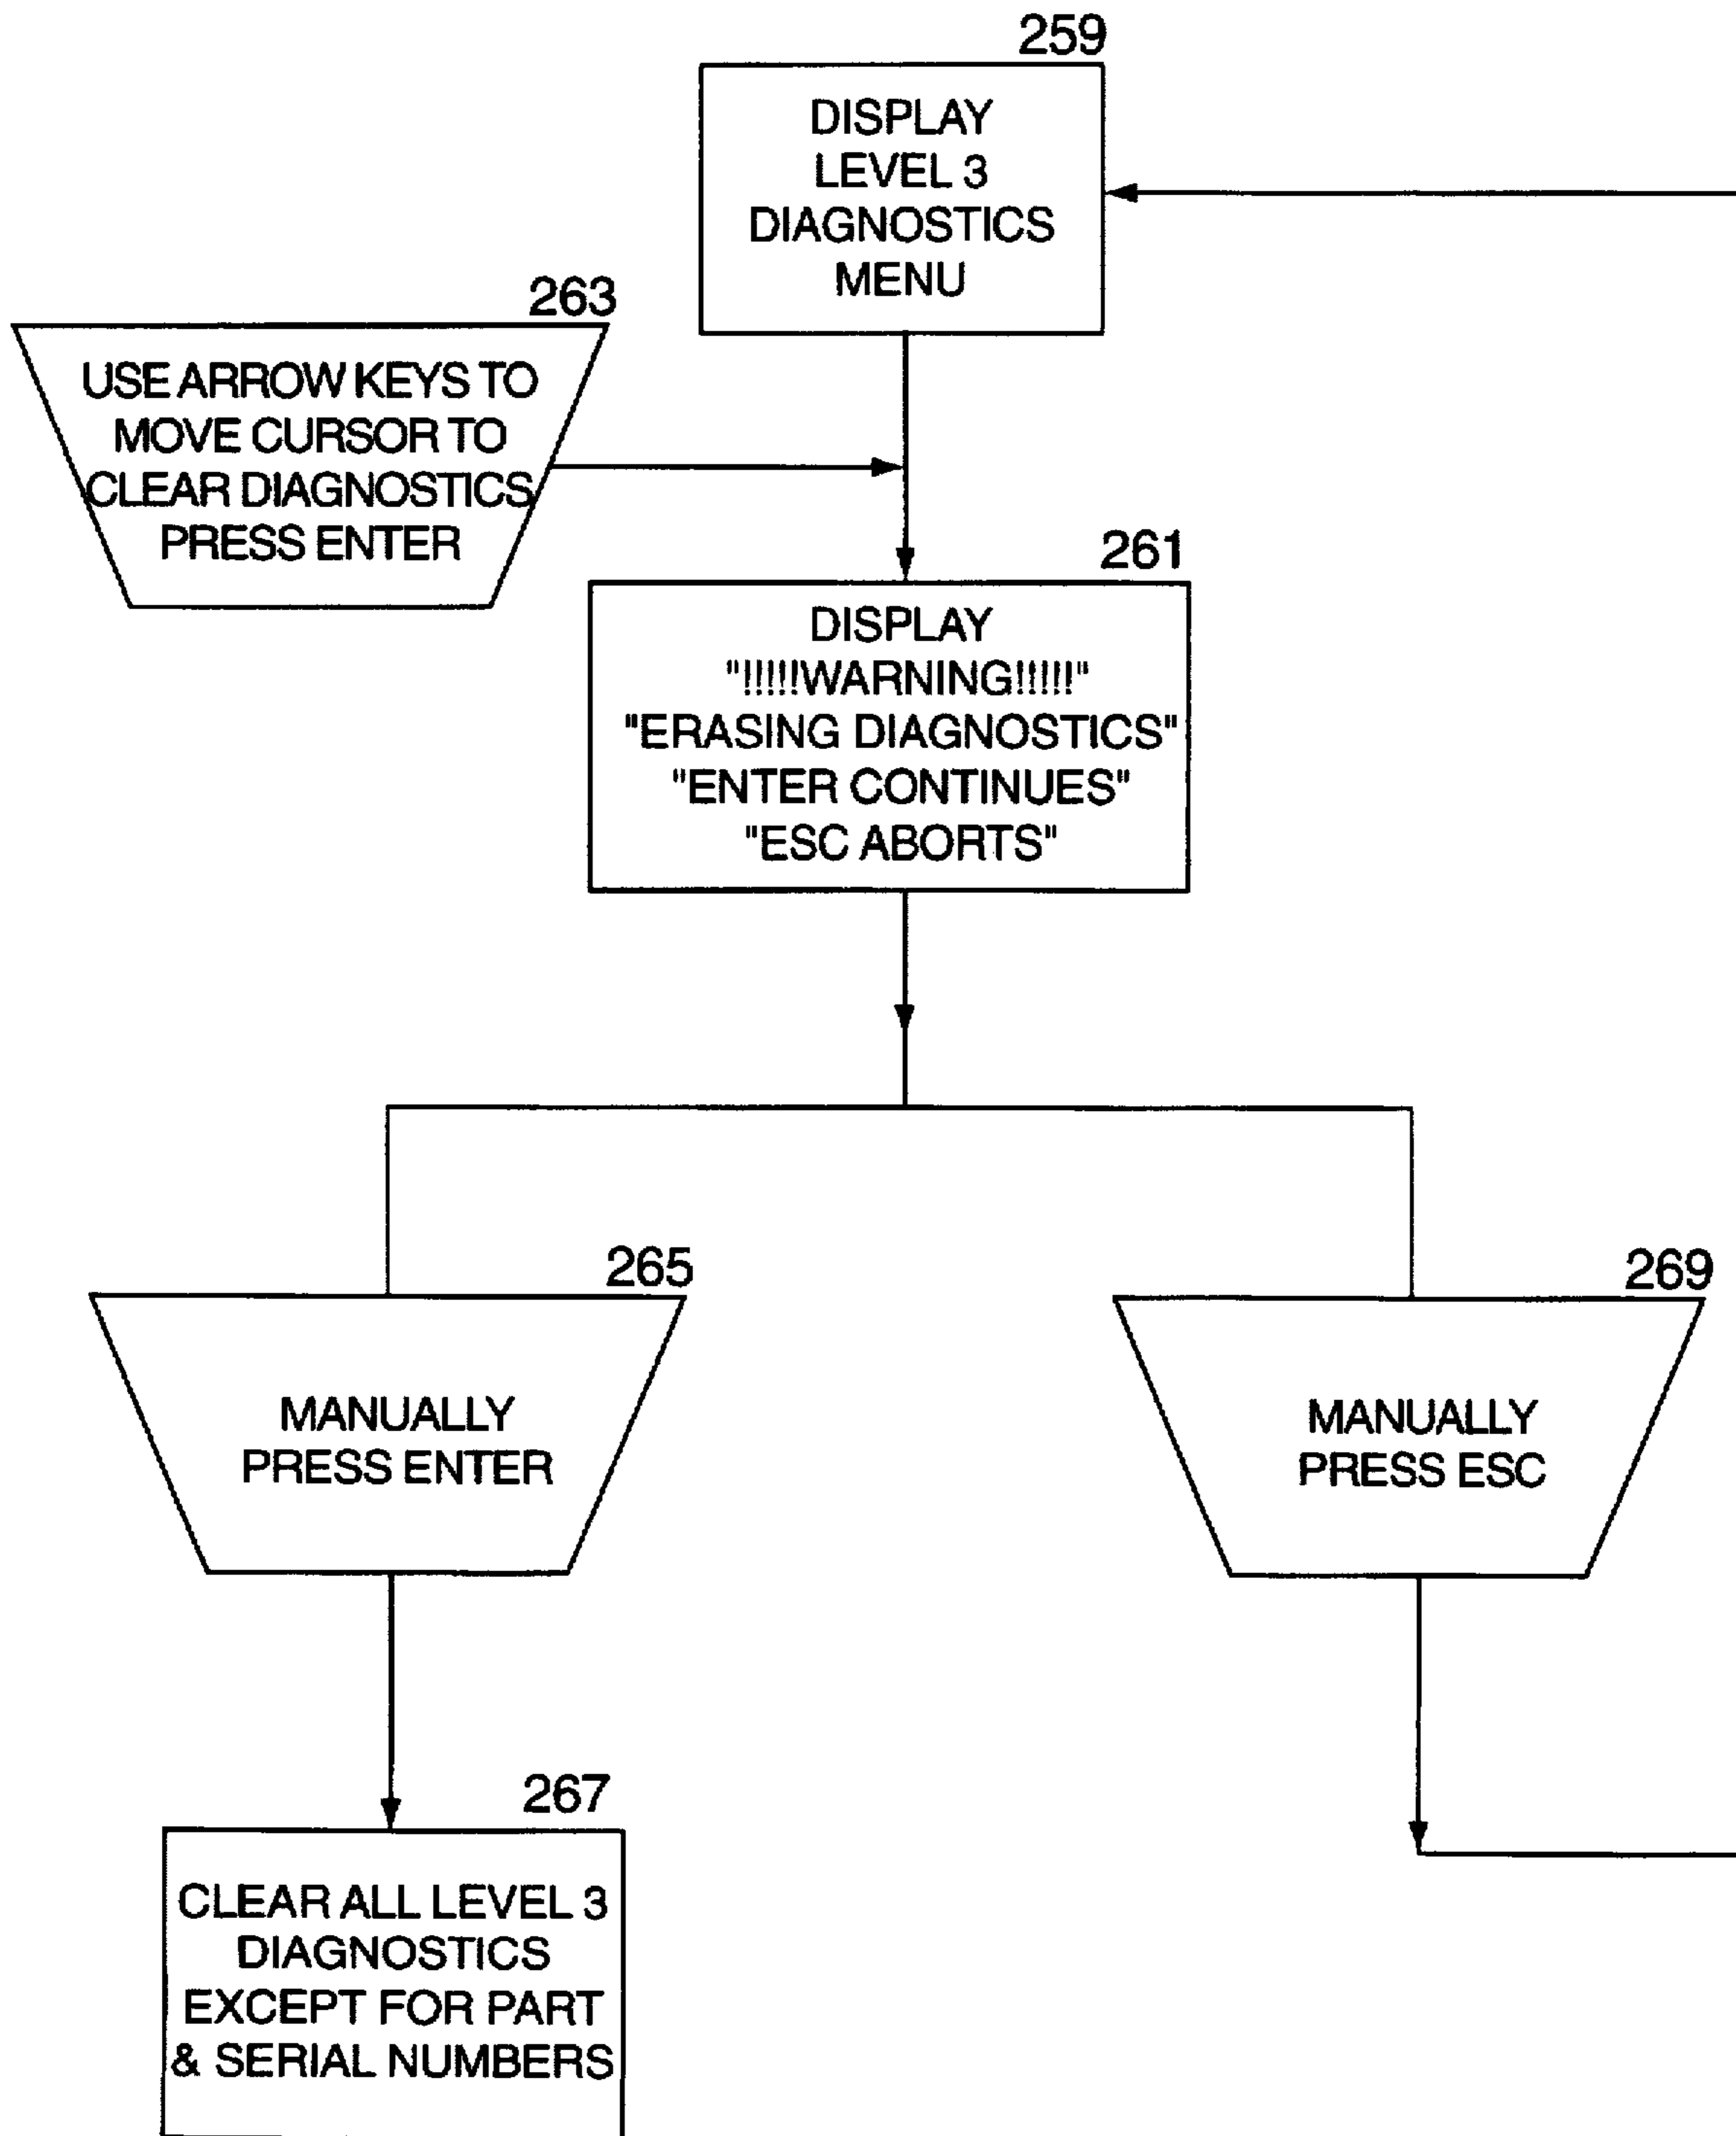 259
DISPLAY
LEVEL 3
DIAGNOSTICS
MENU
263
USE ARROW KEYS TO
MOVE CURSOR TO
CLEAR DIAGNOSTICS
PRESS ENTER
261
DISPLAY
"!!!!!WARNING!!!!!"
"ERASING DIAGNOSTICS"
"ENTER CONTINUES"
"ESC ABORTS"
265
MANUALLY
PRESS ENTER
269
MANUALLY
PRESS ESC
267
CLEAR ALL LEVEL 3
DIAGNOSTICS
EXCEPT FOR PART
& SERIAL NUMBERS